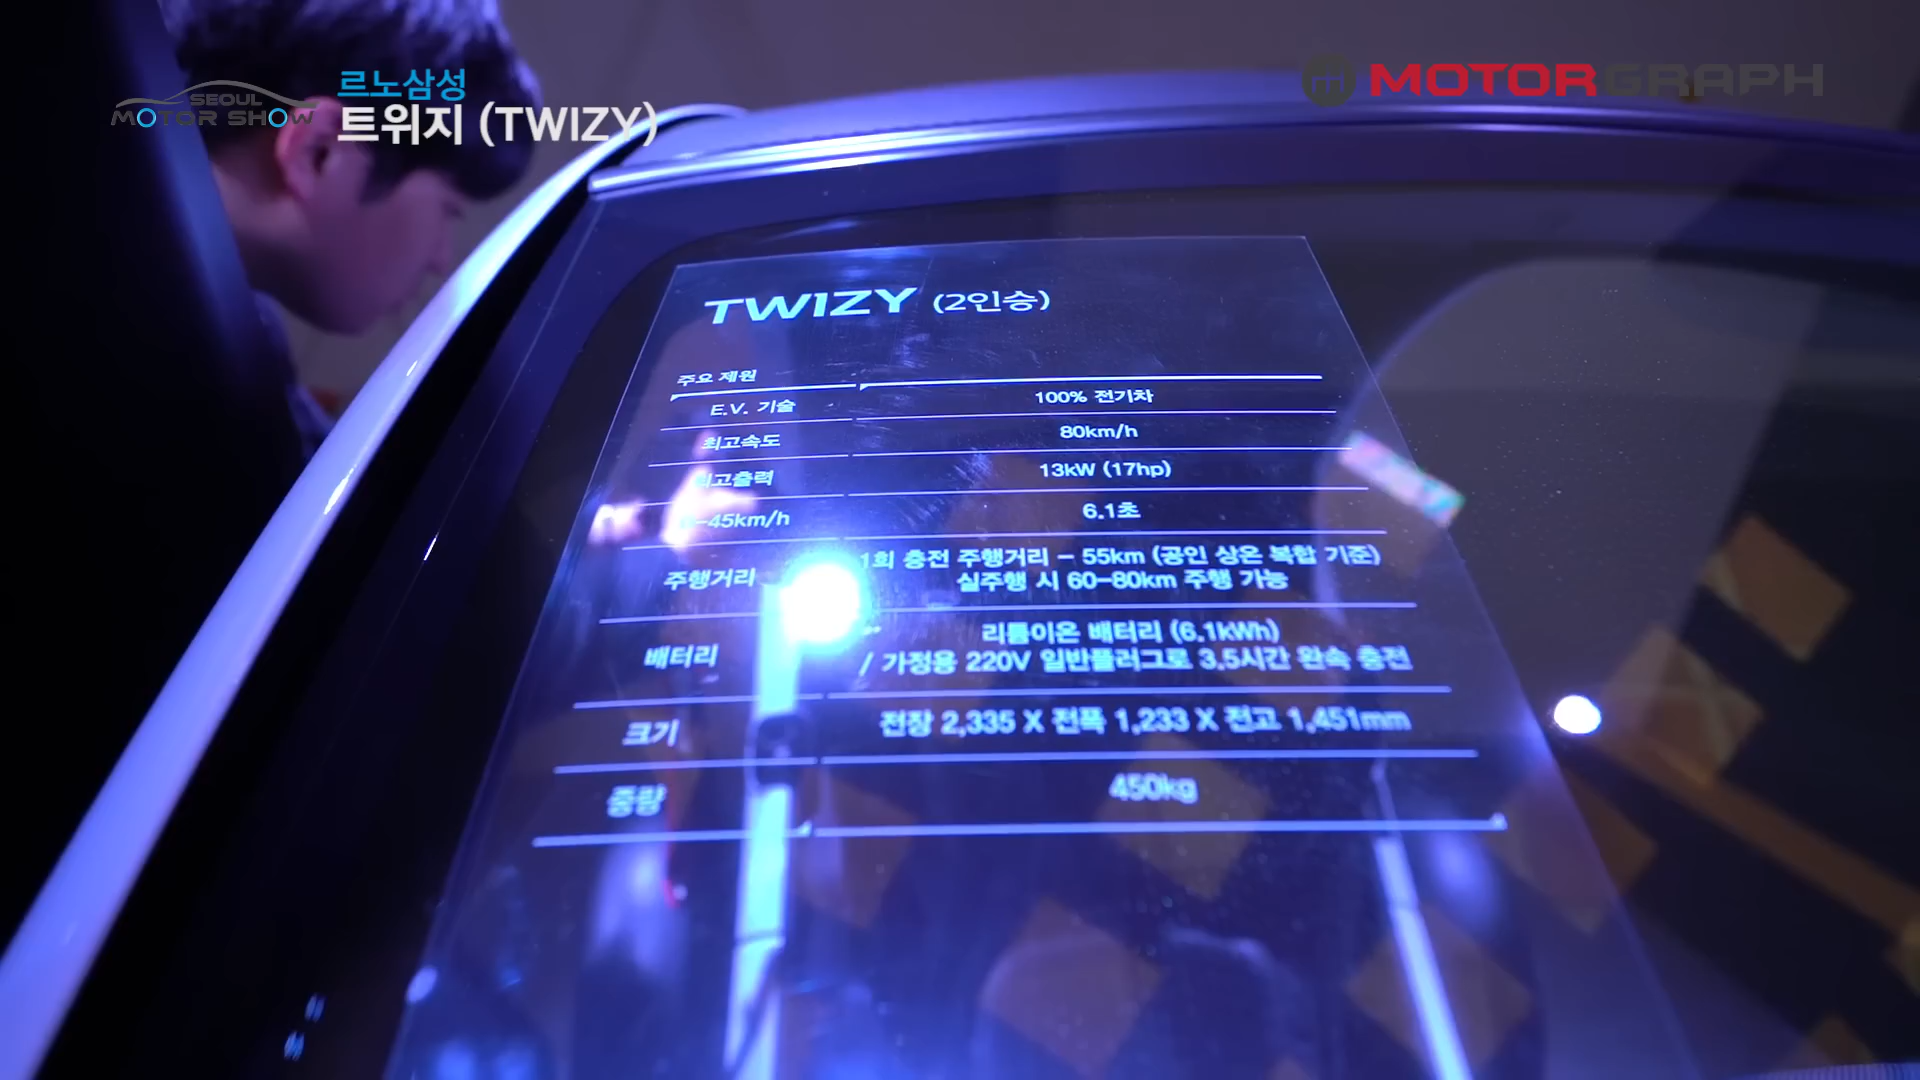 SEOUL
MOTOR SHOW
르노삼성
트위지 (TWIZY)
MOTORGRAPH
TWIZY (2인승)
주요 제원
E.V. 기술 100% 전기차
최고속도 80km/h
최고출력 13kW (17hp)
0-45km/h 6.1초
주행거리 1회 충전 주행거리 - 55km (공인 상온 복합 기준)
실주행 시 60-80km 주행 가능
배터리 리튬이온 배터리 (6.1kWh)
/ 가정용 220V 일반플러그로 3.5시간 완속 충전
크기 전장 2,335 X 전폭 1,233 X 전고 1,451mm
중량 450kg